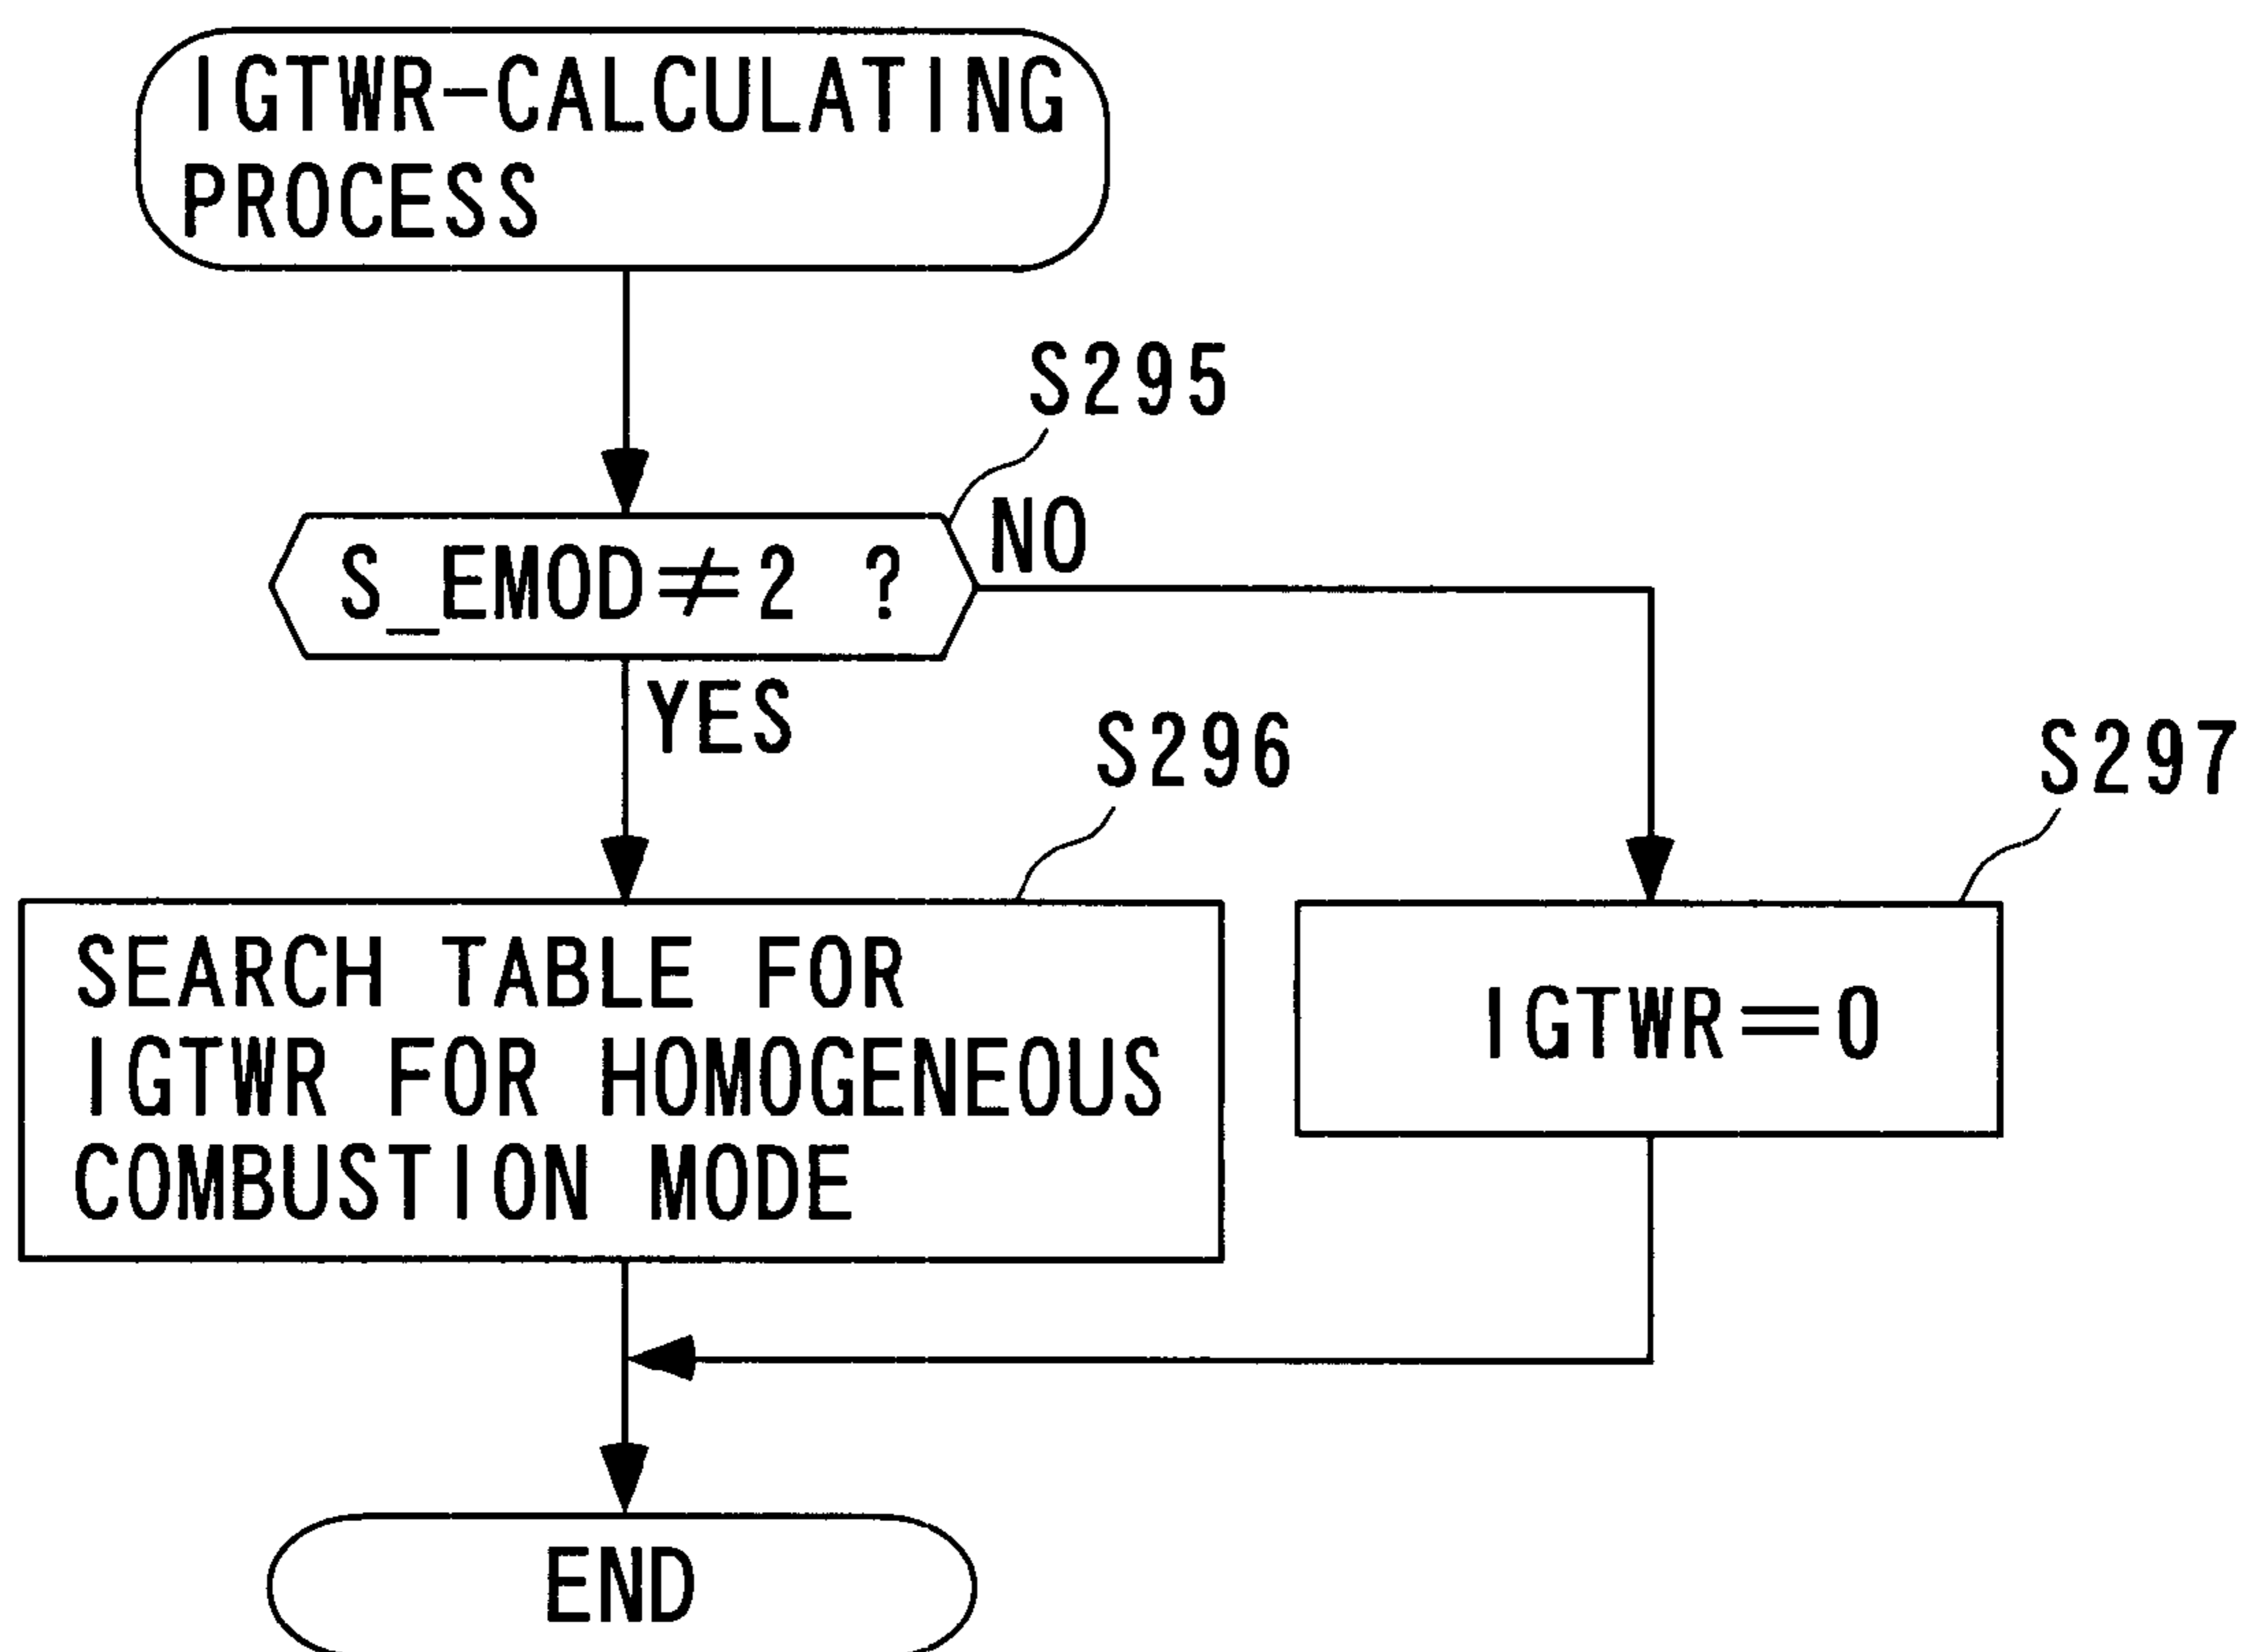 IGTWR-CALCULATING
PROCESS
S295
S_EMOD≠2 ?
NO
YES
S296
S297
SEARCH TABLE FOR
IGTWR FOR HOMOGENEOUS
COMBUSTION MODE
IGTWR=0
END